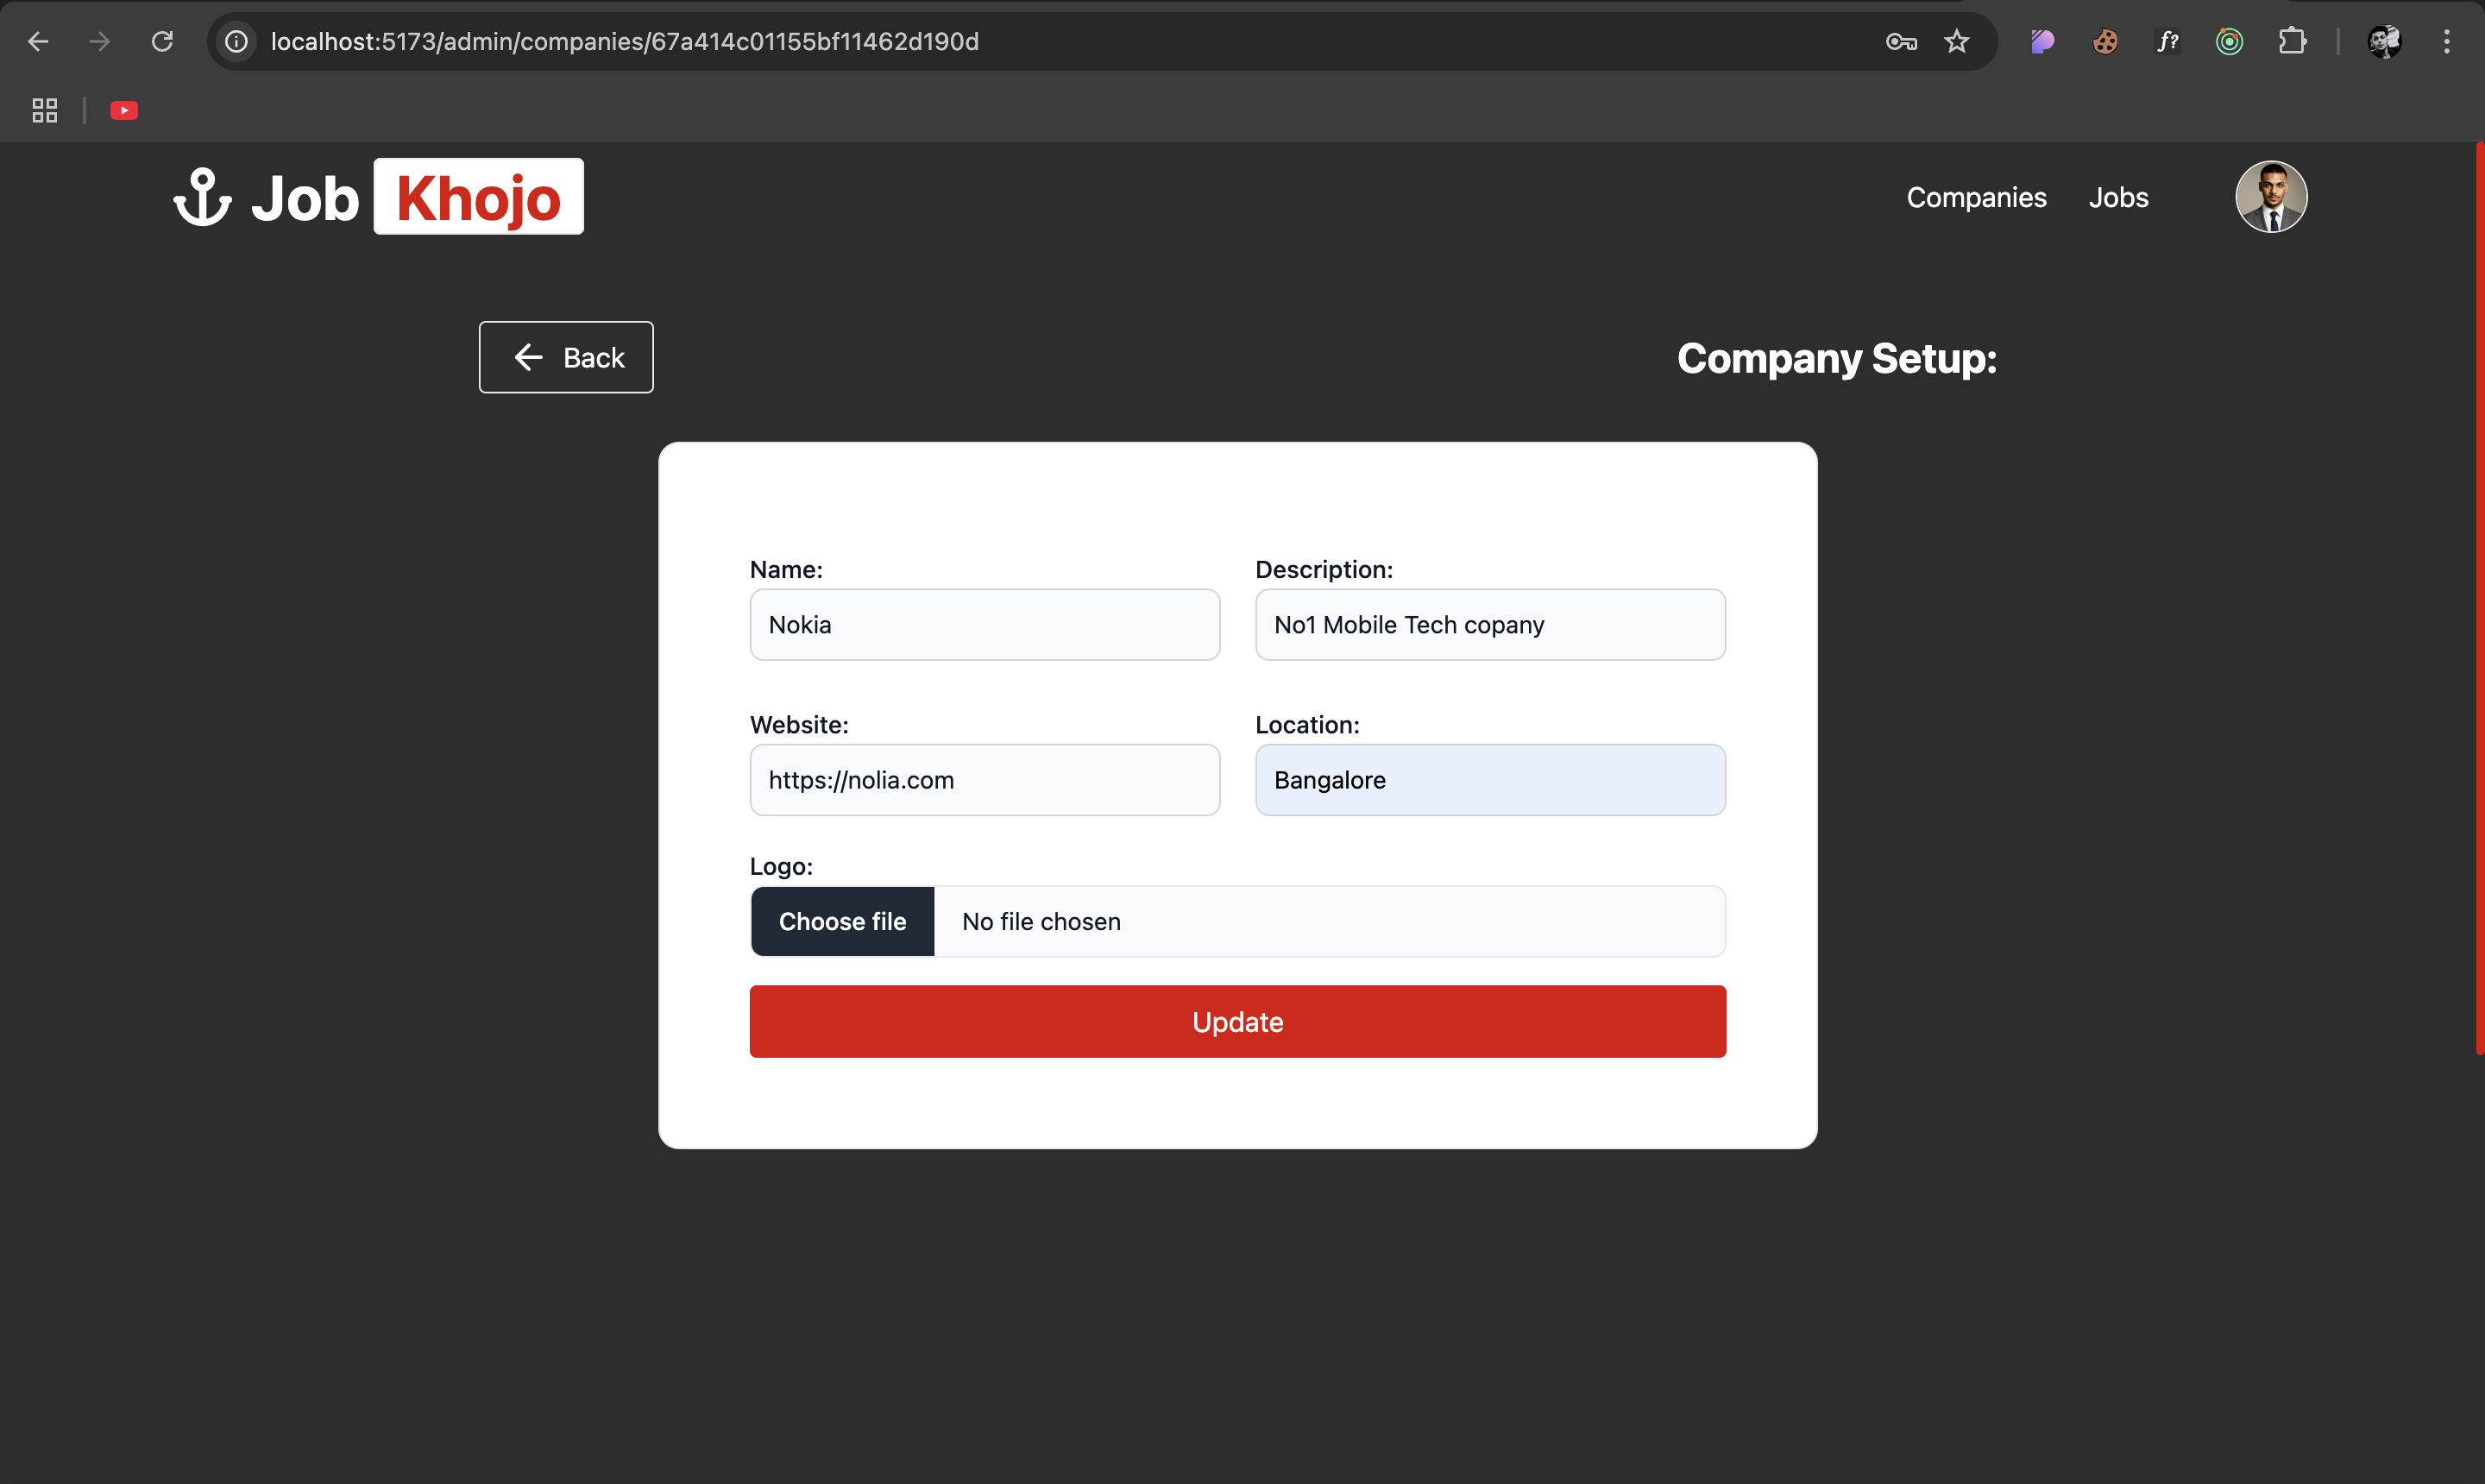 localhost:5173/admin/companies/67a414c01155bf11462d190d
f?
Job Khojo
Companies Jobs
Back
Company Setup:
Name: Description:
Nokia No1 Mobile Tech copany
Website: Location:
https://nolia.com Bangalore
Logo:
Choose file No file chosen
Update